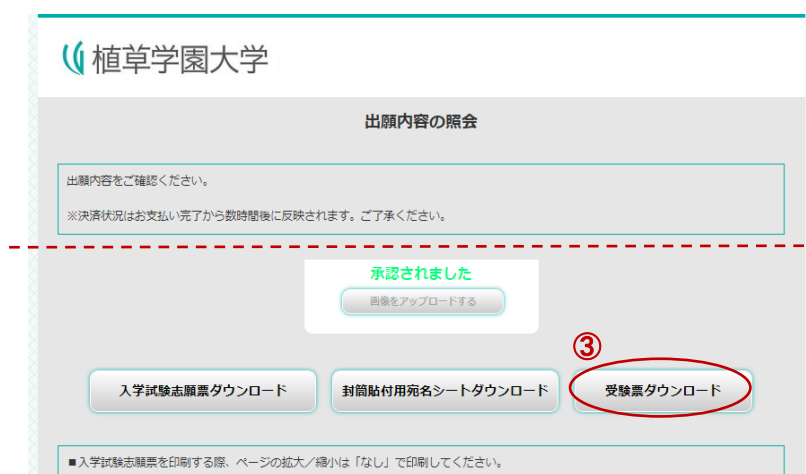 植草学園大学
出願内容の照会
出願内容をご確認ください。
※決済状況はお支払い完了から数時間後に反映されます。ご了承ください。
承認されました
画像をアップロードする
③
入学試験志願票ダウンロード 封筒貼付用宛名シートダウンロード 受験票ダウンロード
■入学試験志願票を印刷する際、ページの拡大／縮小は「なし」で印刷してください。